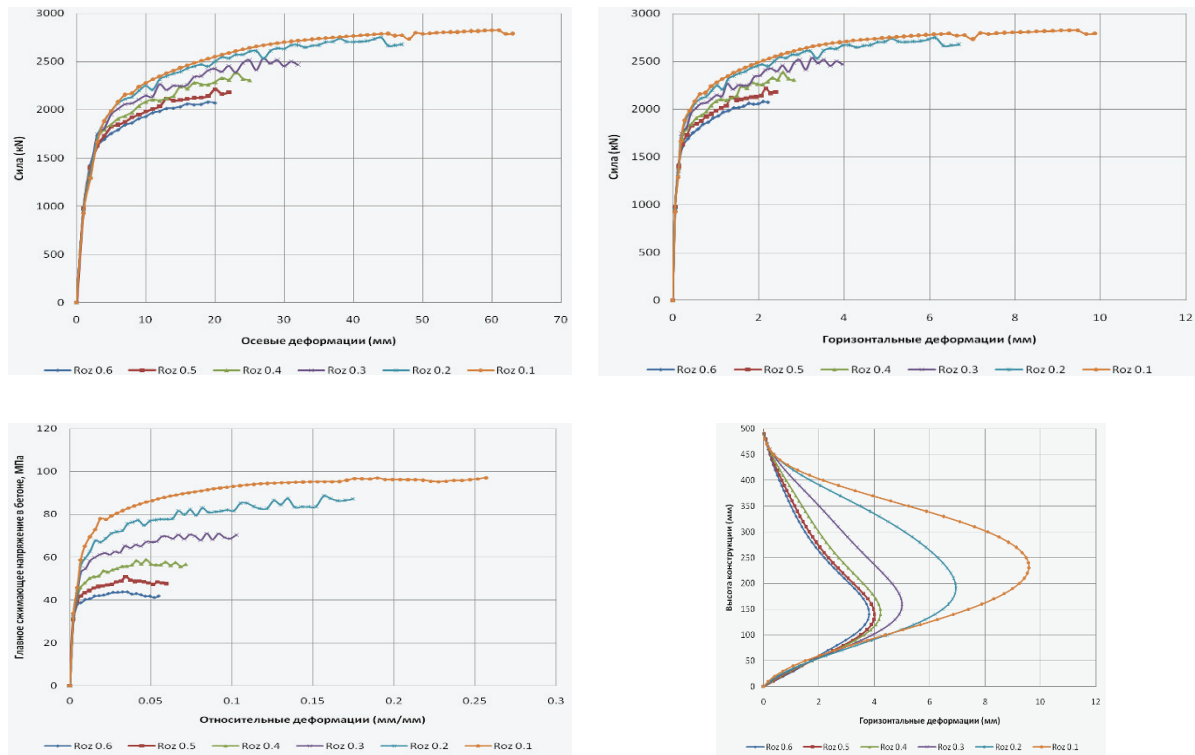 3000
2500
2000
1500
1000
500
0
Сила (кN)
0 10 20 30 40 50 60 70
Осевые деформации (мм)
Roz 0.6 Roz 0.5 Roz 0.4 Roz 0.3 Roz 0.2 Roz 0.1
3000
2500
2000
1500
1000
500
0
Сила (кN)
0 2 4 6 8 10 12
Горизонтальные деформации (мм)
Roz 0.6 Roz 0.5 Roz 0.4 Roz 0.3 Roz 0.2 Roz 0.1
120
100
80
60
40
20
0
Главное сжимающее напряжение в бетоне, МПа
0 0.05 0.1 0.15 0.2 0.25 0.3
Относительные деформации (мм/мм)
Roz 0.6 Roz 0.5 Roz 0.4 Roz 0.3 Roz 0.2 Roz 0.1
500
450
400
350
300
250
200
150
100
50
0
Высота конструкции (мм)
0 2 4 6 8 10 12
Горизонтальные деформации (мм)
Roz 0.6 Roz 0.5 Roz 0.4 Roz 0.3 Roz 0.2 Roz 0.1